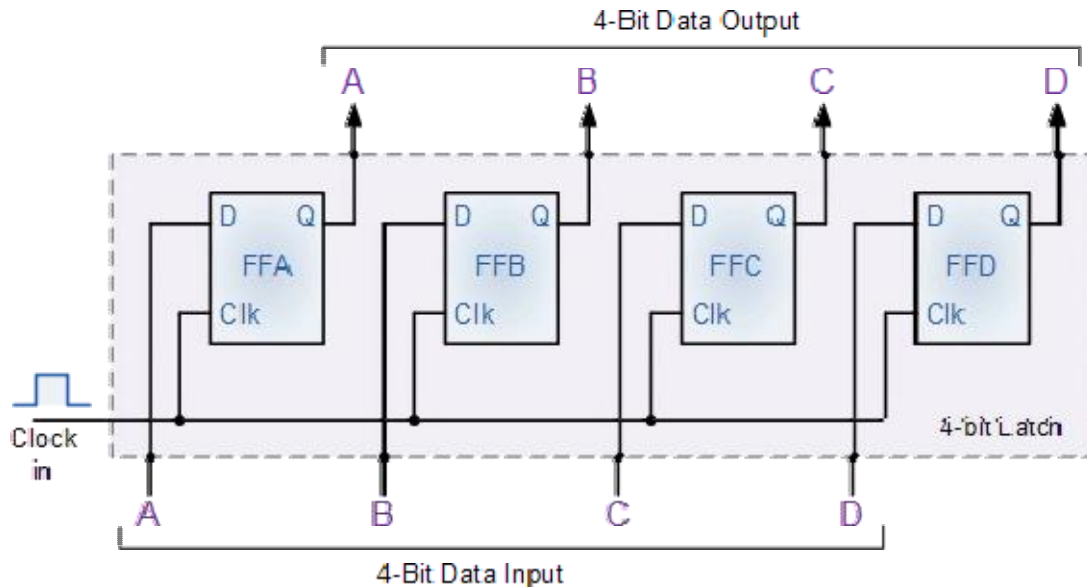 4-Bit Data Output
A B C D
D Q D Q D Q D Q
FFA FFB FFC FFD
Clk Clk Clk Clk
Clock
in
4-bit Latch
A B C D
4-Bit Data Input